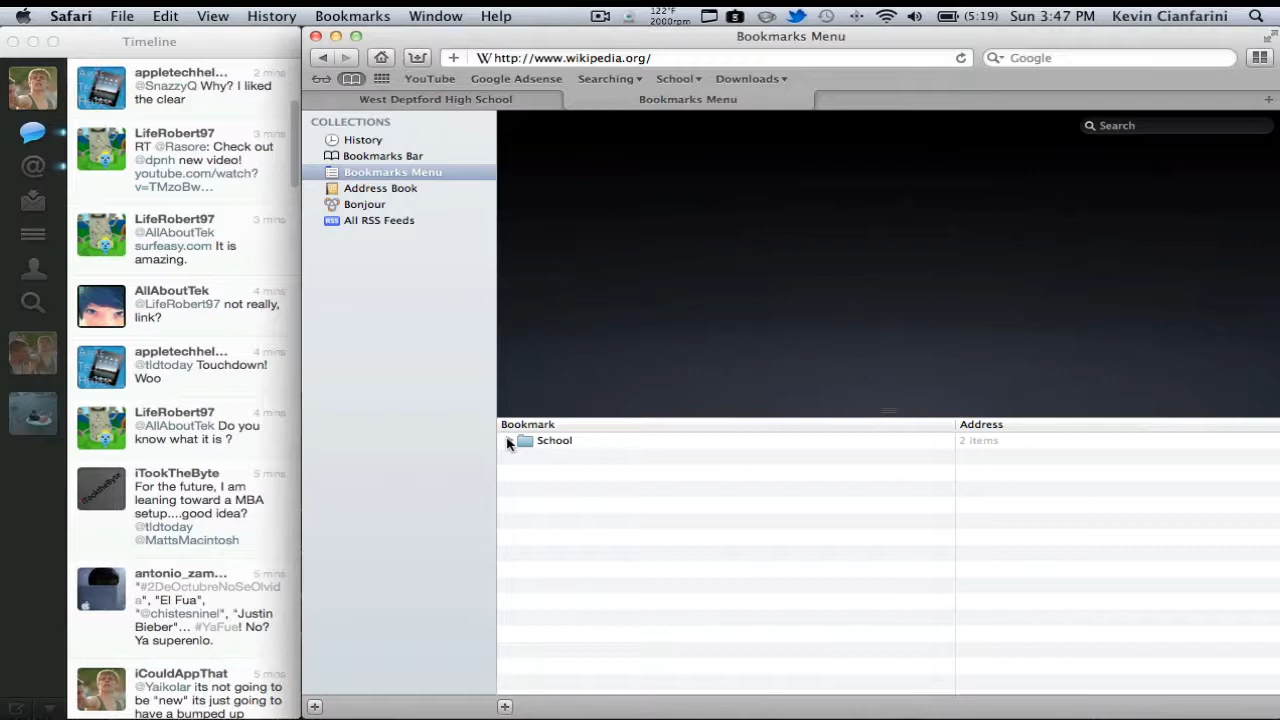 Safari File Edit View History Bookmarks Window Help 122°F 2000rpm (5:19) Sun 3:47 PM Kevin Cianfarini
Timeline
appletechhel... 2 mins
@SnazzyQ Why? I liked
the clear
LifeRobert97 3 mins
RT @Rasore: Check out
@dpnh new video!
youtube.com/watch?
v=TMzoBw...
LifeRobert97 3 mins
@AllAboutTek
surfeasy.com It is
amazing.
AllAboutTek 4 mins
@LifeRobert97 not really,
link?
appletechhel... 4 mins
@tldtoday Touchdown!
Woo
LifeRobert97 4 mins
@AllAboutTek Do you
know what it is ?
iTookTheByte 5 mins
For the future, I am
leaning toward a MBA
setup....good idea?
@tldtoday
@MattsMacintosh
antonio_zam... 5 mins
"#2DeOctubreNoSeOlvid
a", "El Fua",
"@chistesninel", "Justin
Bieber"... #YaFue! No?
Ya superenlo.
iCouldAppThat 5 mins
@Yaikolar its not going to
be "new" its just going to
have a bumped up
Bookmarks Menu
W http://www.wikipedia.org/ Google
YouTube Google Adsense Searching School Downloads
West Deptford High School Bookmarks Menu
COLLECTIONS
History
Bookmarks Bar
Bookmarks Menu
Address Book
Bonjour
RSS All RSS Feeds
Search
Bookmark Address
School 2 items